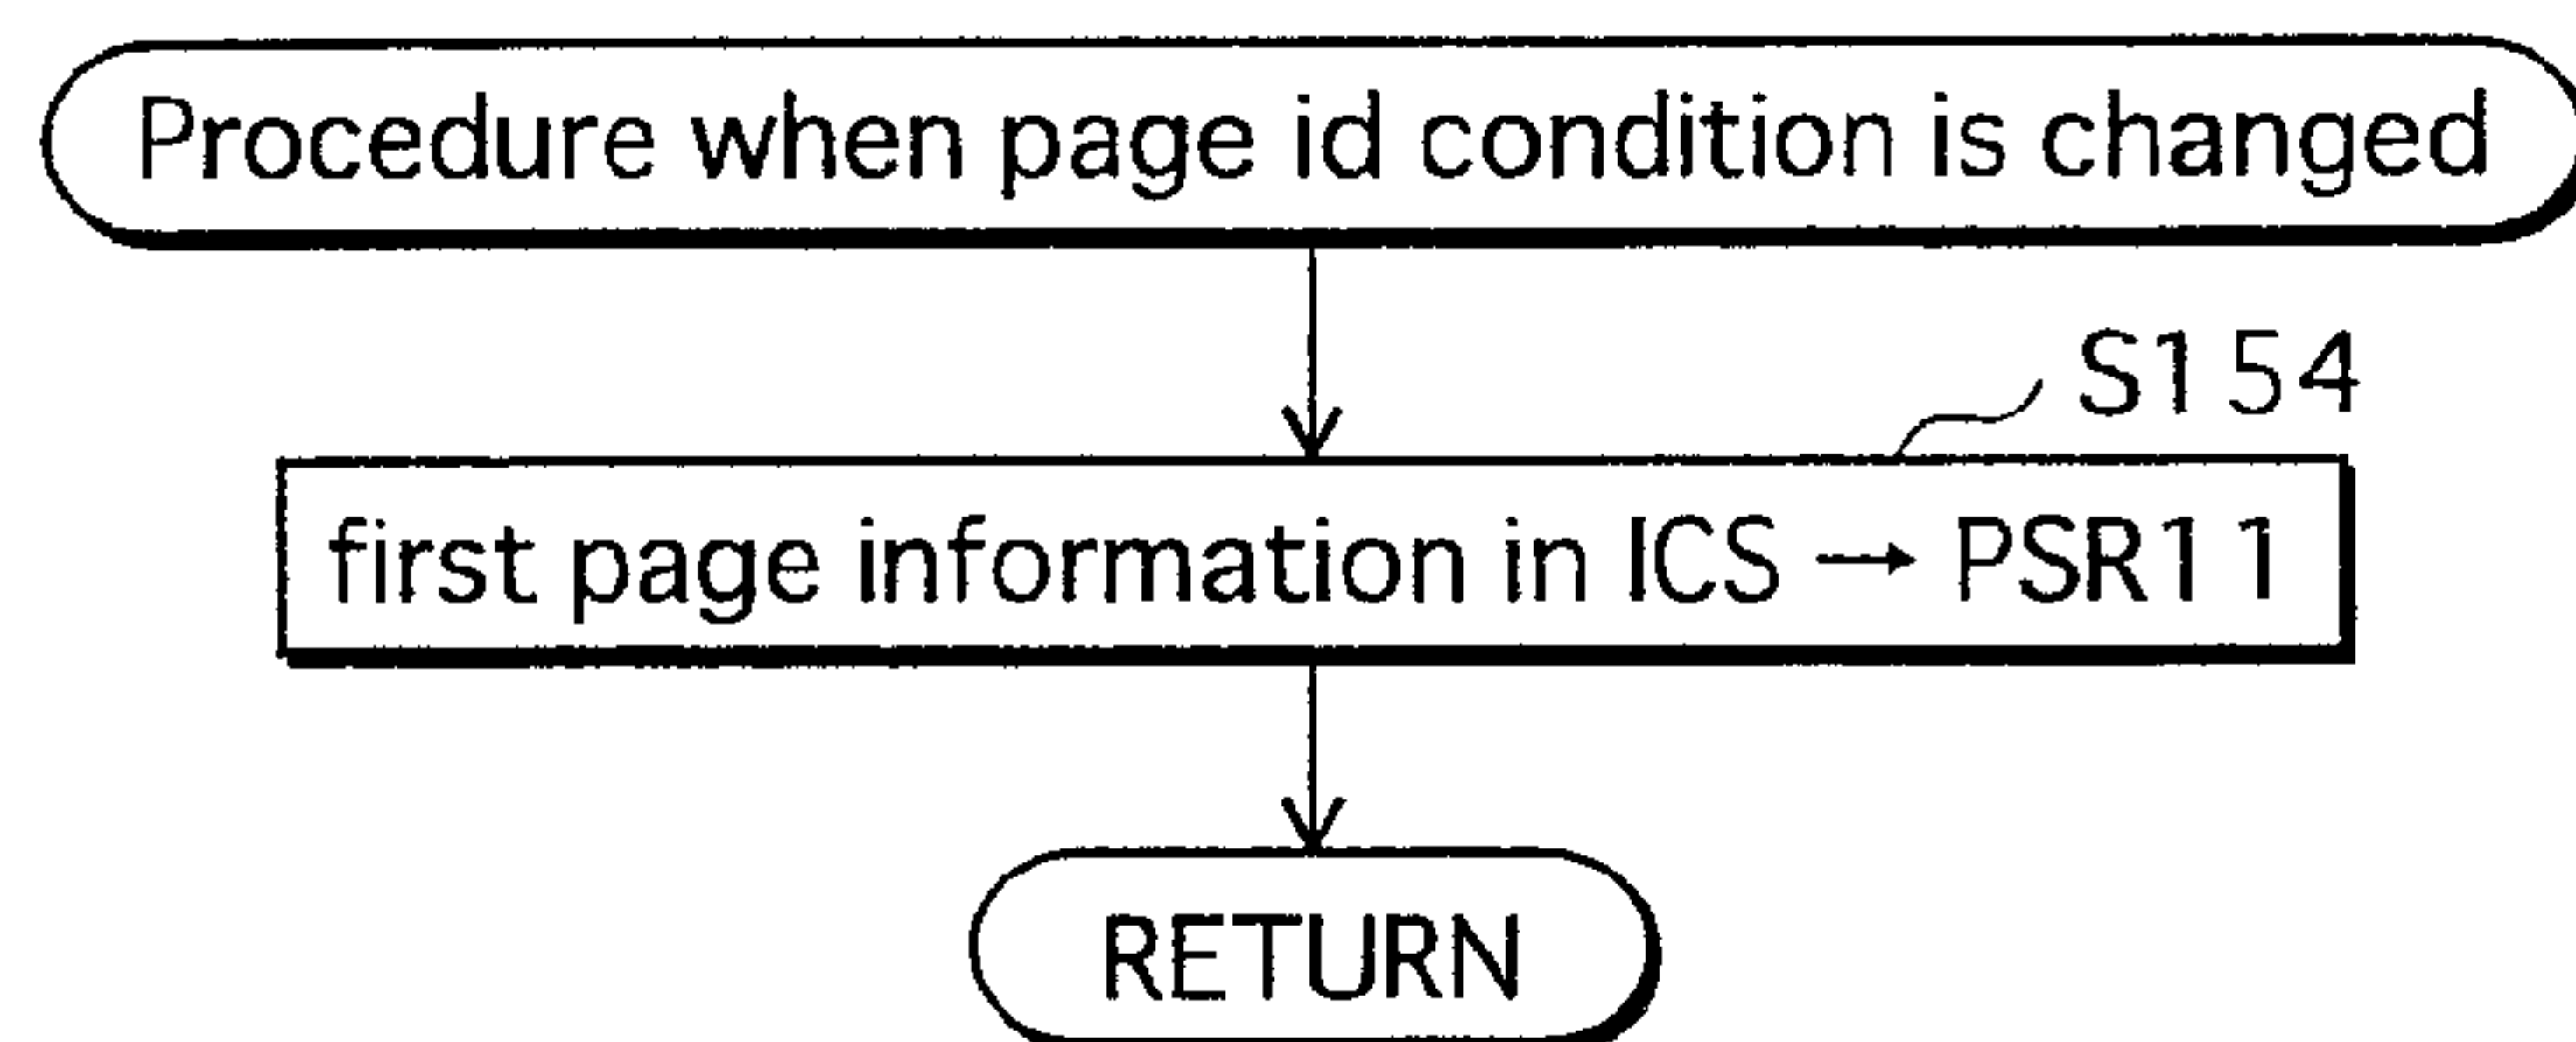 Procedure when page id condition is changed
S154
first page information in ICS → PSR11
RETURN